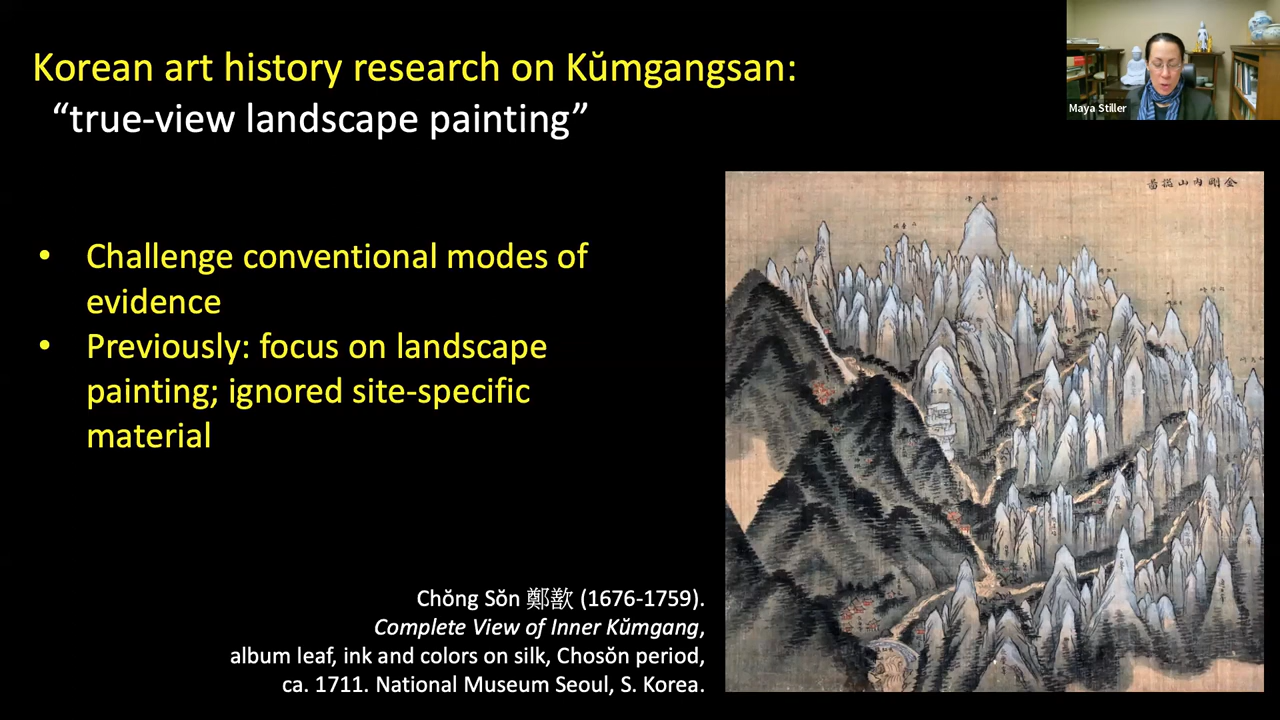 Korean art history research on Kŭmgangsan:
“true-view landscape painting”
Maya Stiller
• Challenge conventional modes of
evidence
• Previously: focus on landscape
painting; ignored site-specific
material
Chŏng Sŏn 鄭敾 (1676-1759).
Complete View of Inner Kŭmgang,
album leaf, ink and colors on silk, Chosŏn period,
ca. 1711. National Museum Seoul, S. Korea.
金剛內山摠圖